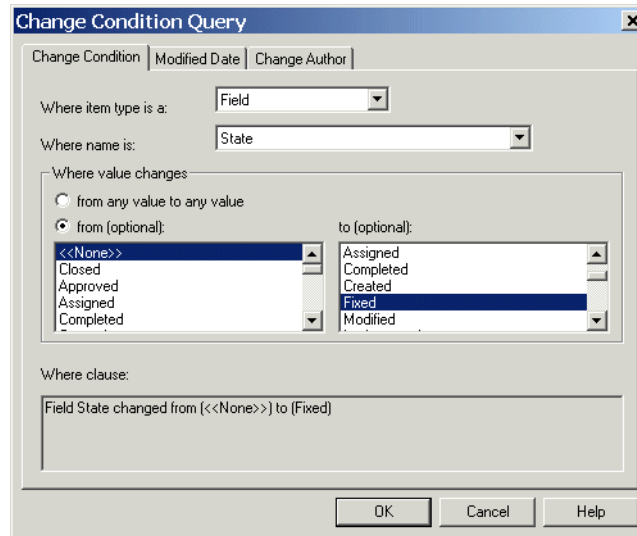 Change Condition Query
Change Condition Modified Date Change Author
Where item type is a: Field
Where name is: State
Where value changes
from any value to any value
from (optional): to (optional):
<<None>> Assigned
Closed Completed
Approved Created
Assigned Fixed
Completed Modified
Where clause:
Field State changed from (<<None>>) to (Fixed)
OK Cancel Help